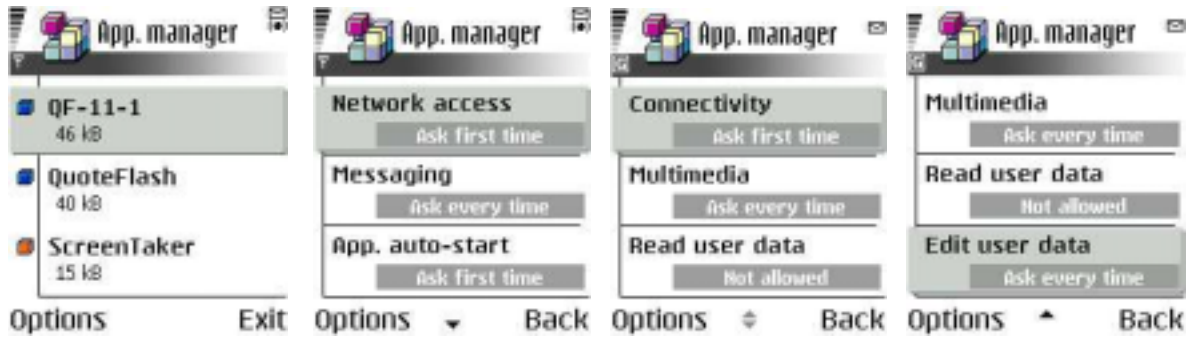 App. manager
QF-11-1
46 kB
QuoteFlash
40 kB
ScreenTaker
15 kB
Options Exit
App. manager
Network access
Ask first time
Messaging
Ask every time
App. auto-start
Ask first time
Options Back
App. manager
Connectivity
Ask first time
Multimedia
Ask every time
Read user data
Not allowed
Options Back
App. manager
Multimedia
Ask every time
Read user data
Not allowed
Edit user data
Ask every time
Options Back